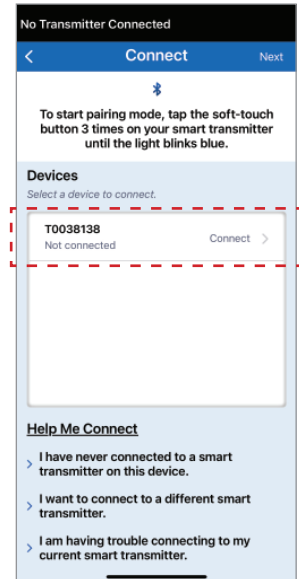 No Transmitter Connected
Connect
Next
To start pairing mode, tap the soft-touch
button 3 times on your smart transmitter
until the light blinks blue.
Devices
Select a device to connect.
T0038138
Not connected
Connect
Help Me Connect
I have never connected to a smart
transmitter on this device.
I want to connect to a different smart
transmitter.
I am having trouble connecting to my
current smart transmitter.